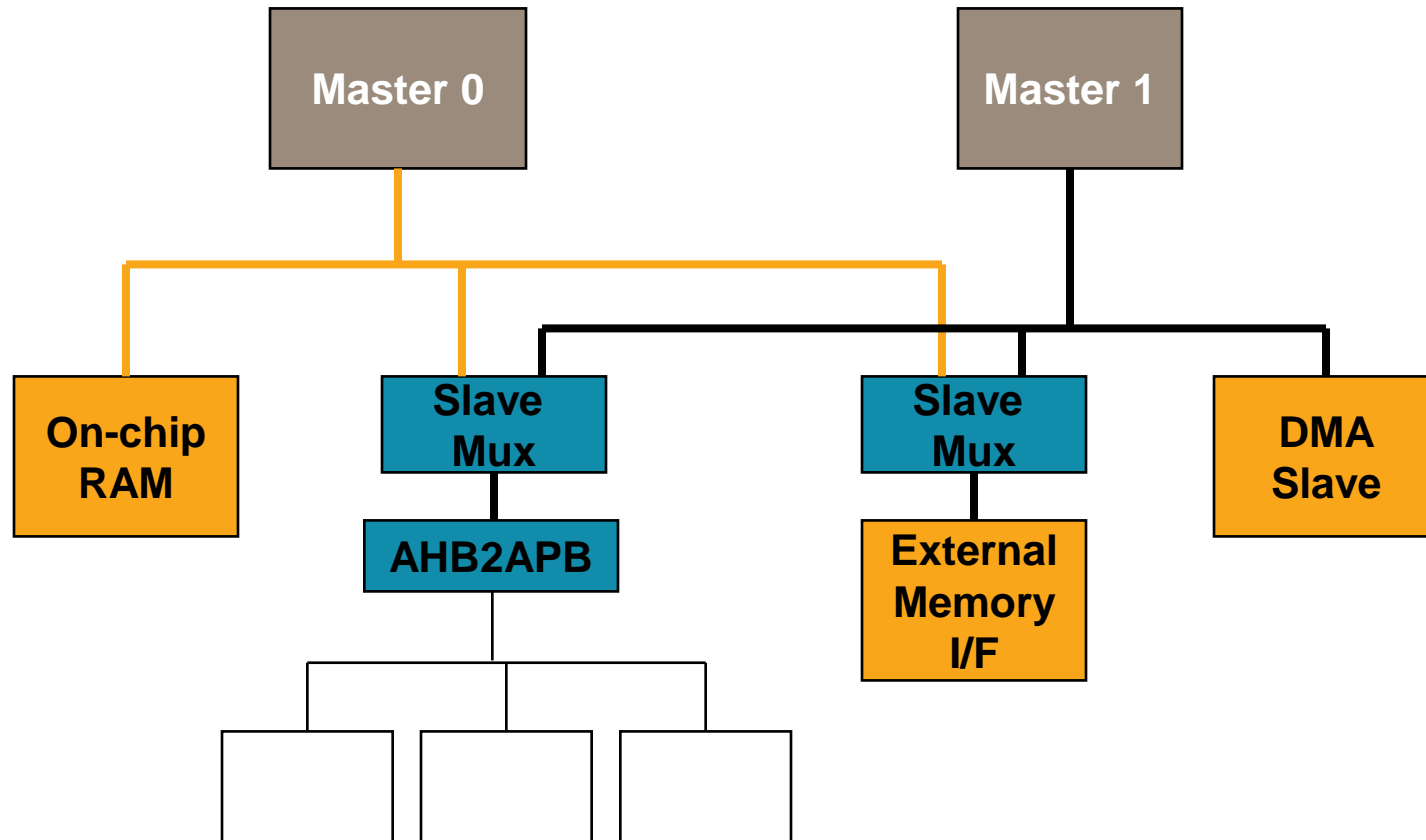 Master 0
Master 1
On-chip
RAM
Slave
Mux
Slave
Mux
DMA
Slave
AHB2APB
External
Memory
I/F